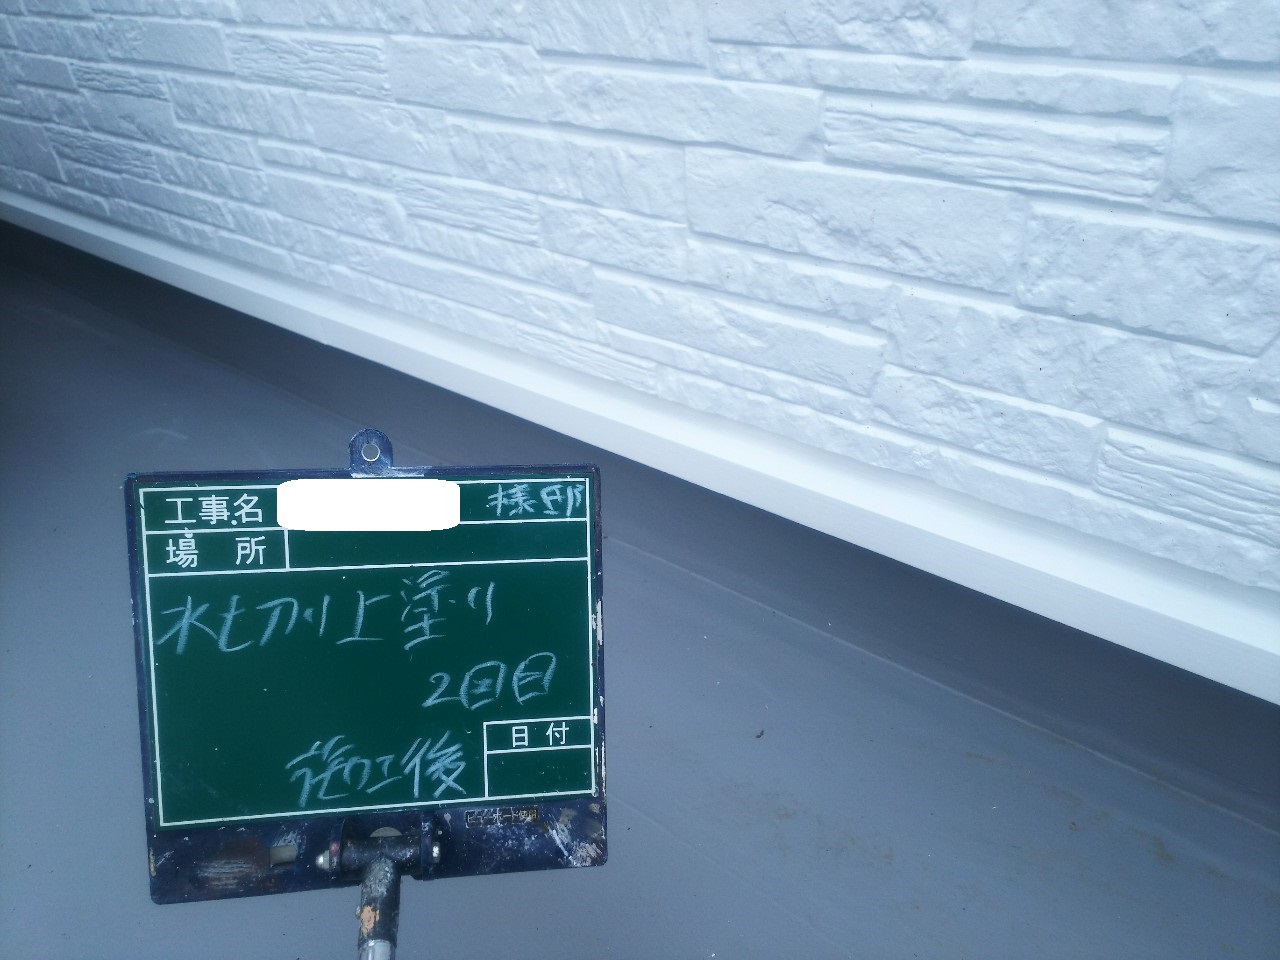 工事名 様邸
場所
水切り上塗り
2回目
施工後
日付